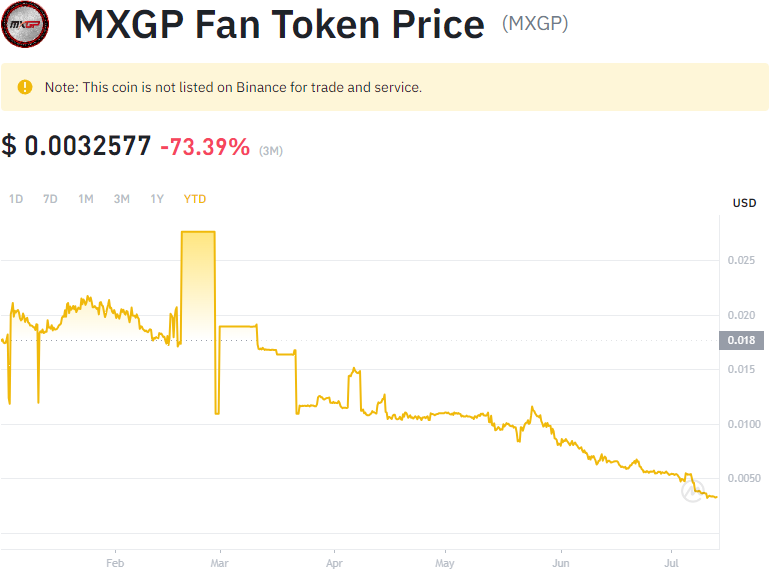 MXGP
MXGP Fan Token Price (MXGP)
Note: This coin is not listed on Binance for trade and service.
$ 0.0032577 -73.39% (3M)
1D 7D 1M 3M 1Y YTD
USD
0.025
0.020
0.018
0.015
0.0100
0.0050
Feb Mar Apr May Jun Jul